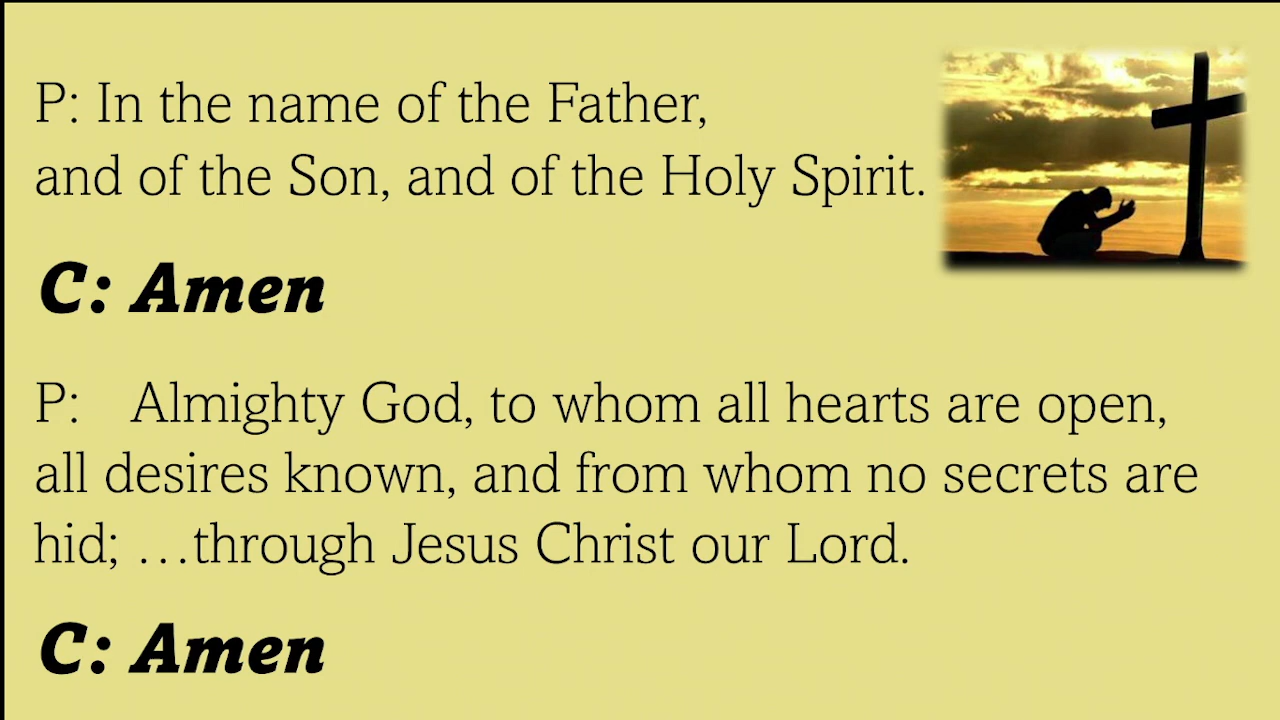 P: In the name of the Father,
and of the Son, and of the Holy Spirit.
C: Amen
P: Almighty God, to whom all hearts are open,
all desires known, and from whom no secrets are
hid; …through Jesus Christ our Lord.
C: Amen